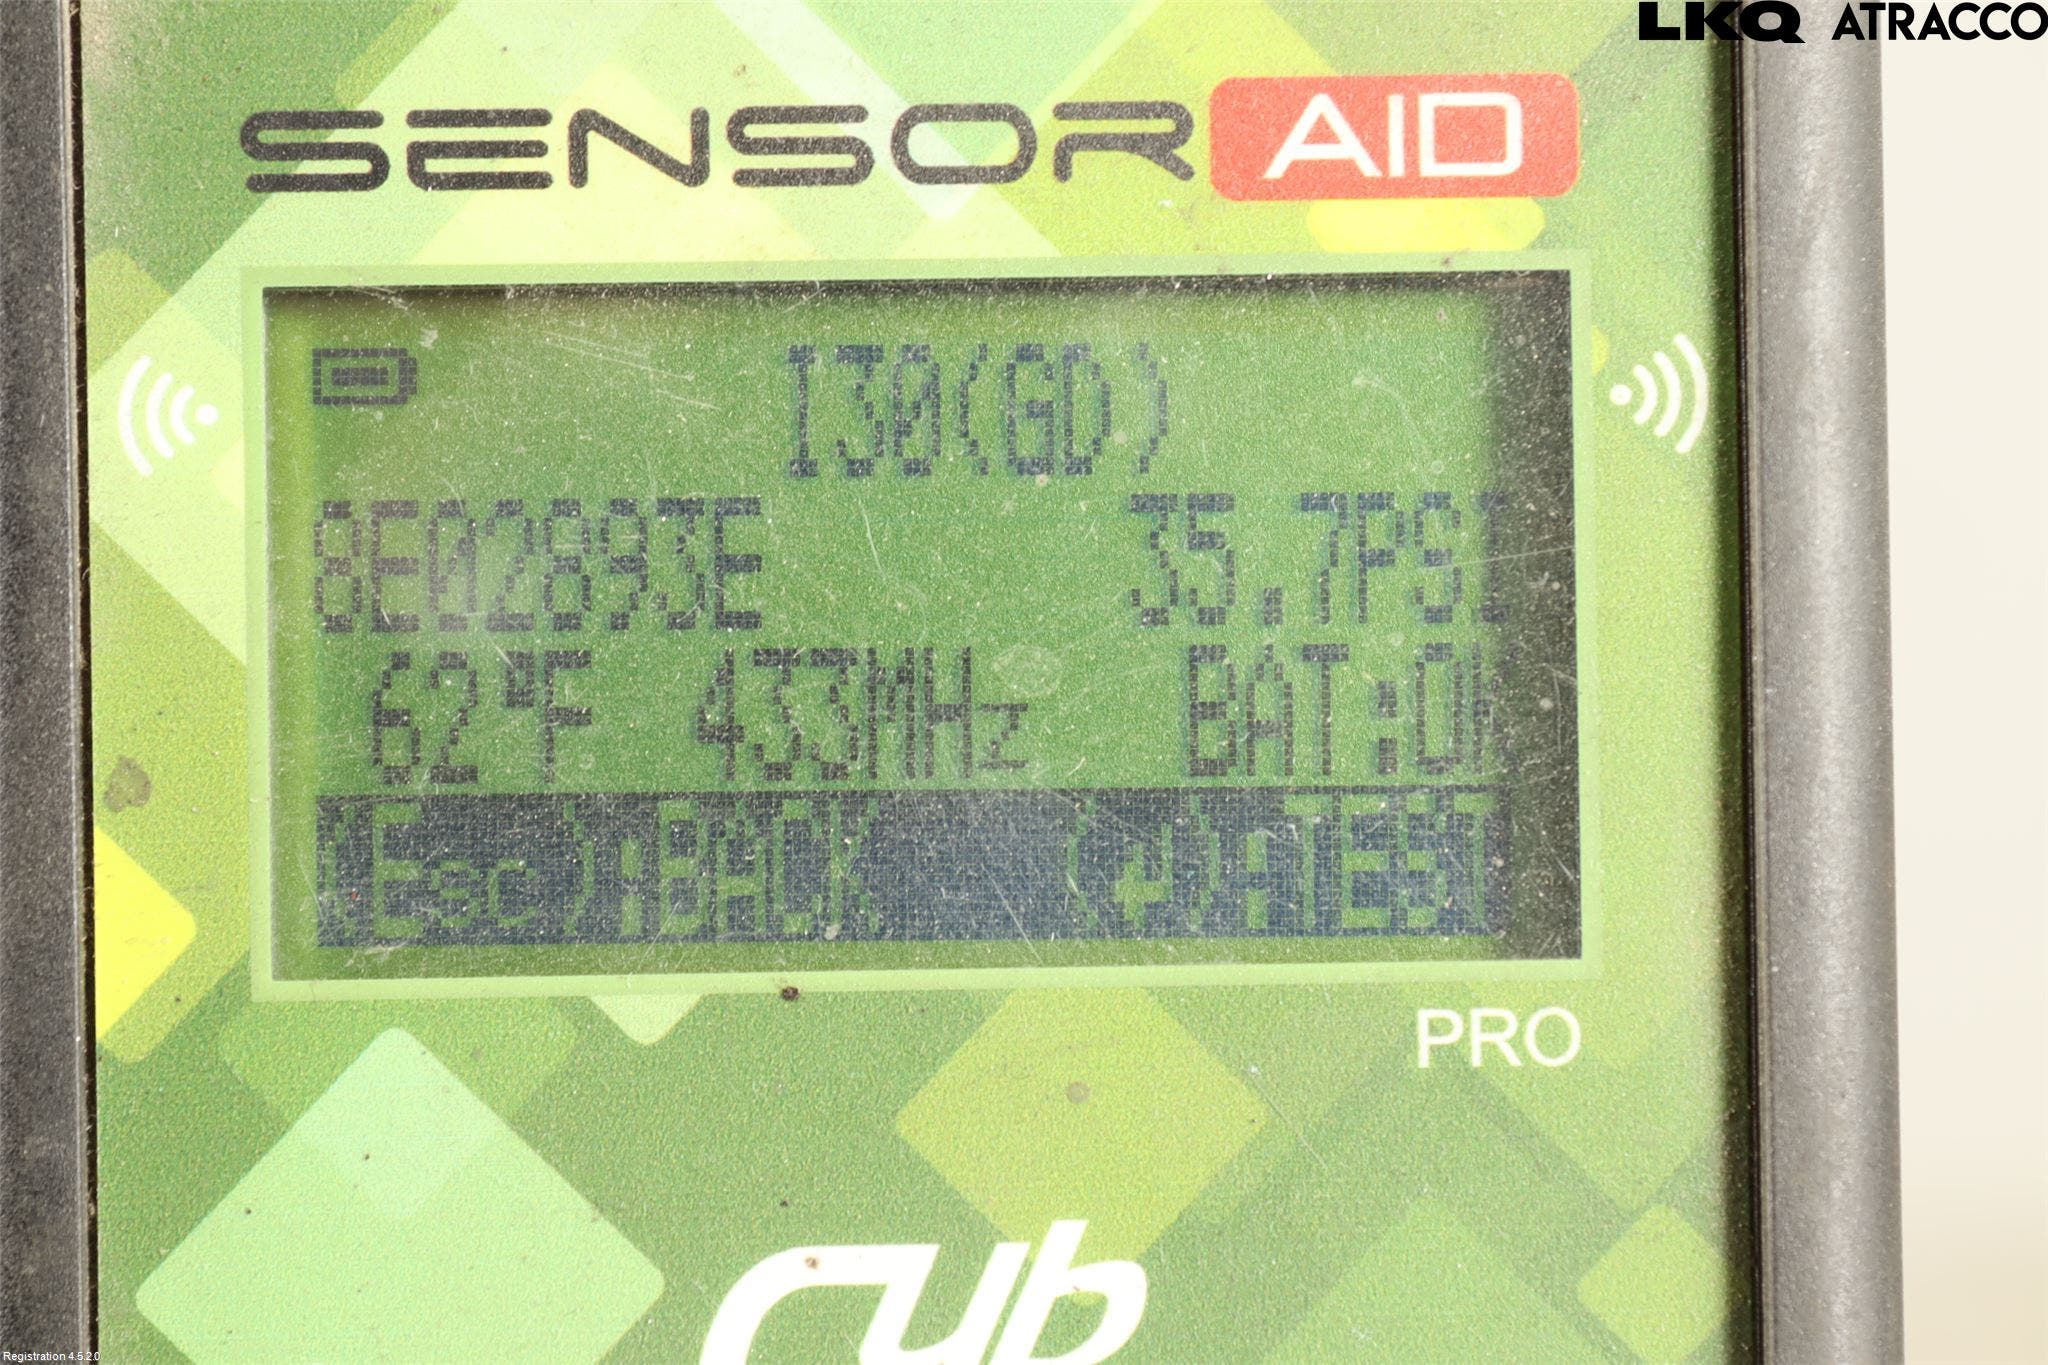 LKQ ATRACCO
SENSOR AID
I30(GD)
8E02893E 35.7PSI
62°F 433MHz BAT:OK
(Esc):BACK (↵):TEST
PRO
cub
Registration 4.5.2.0